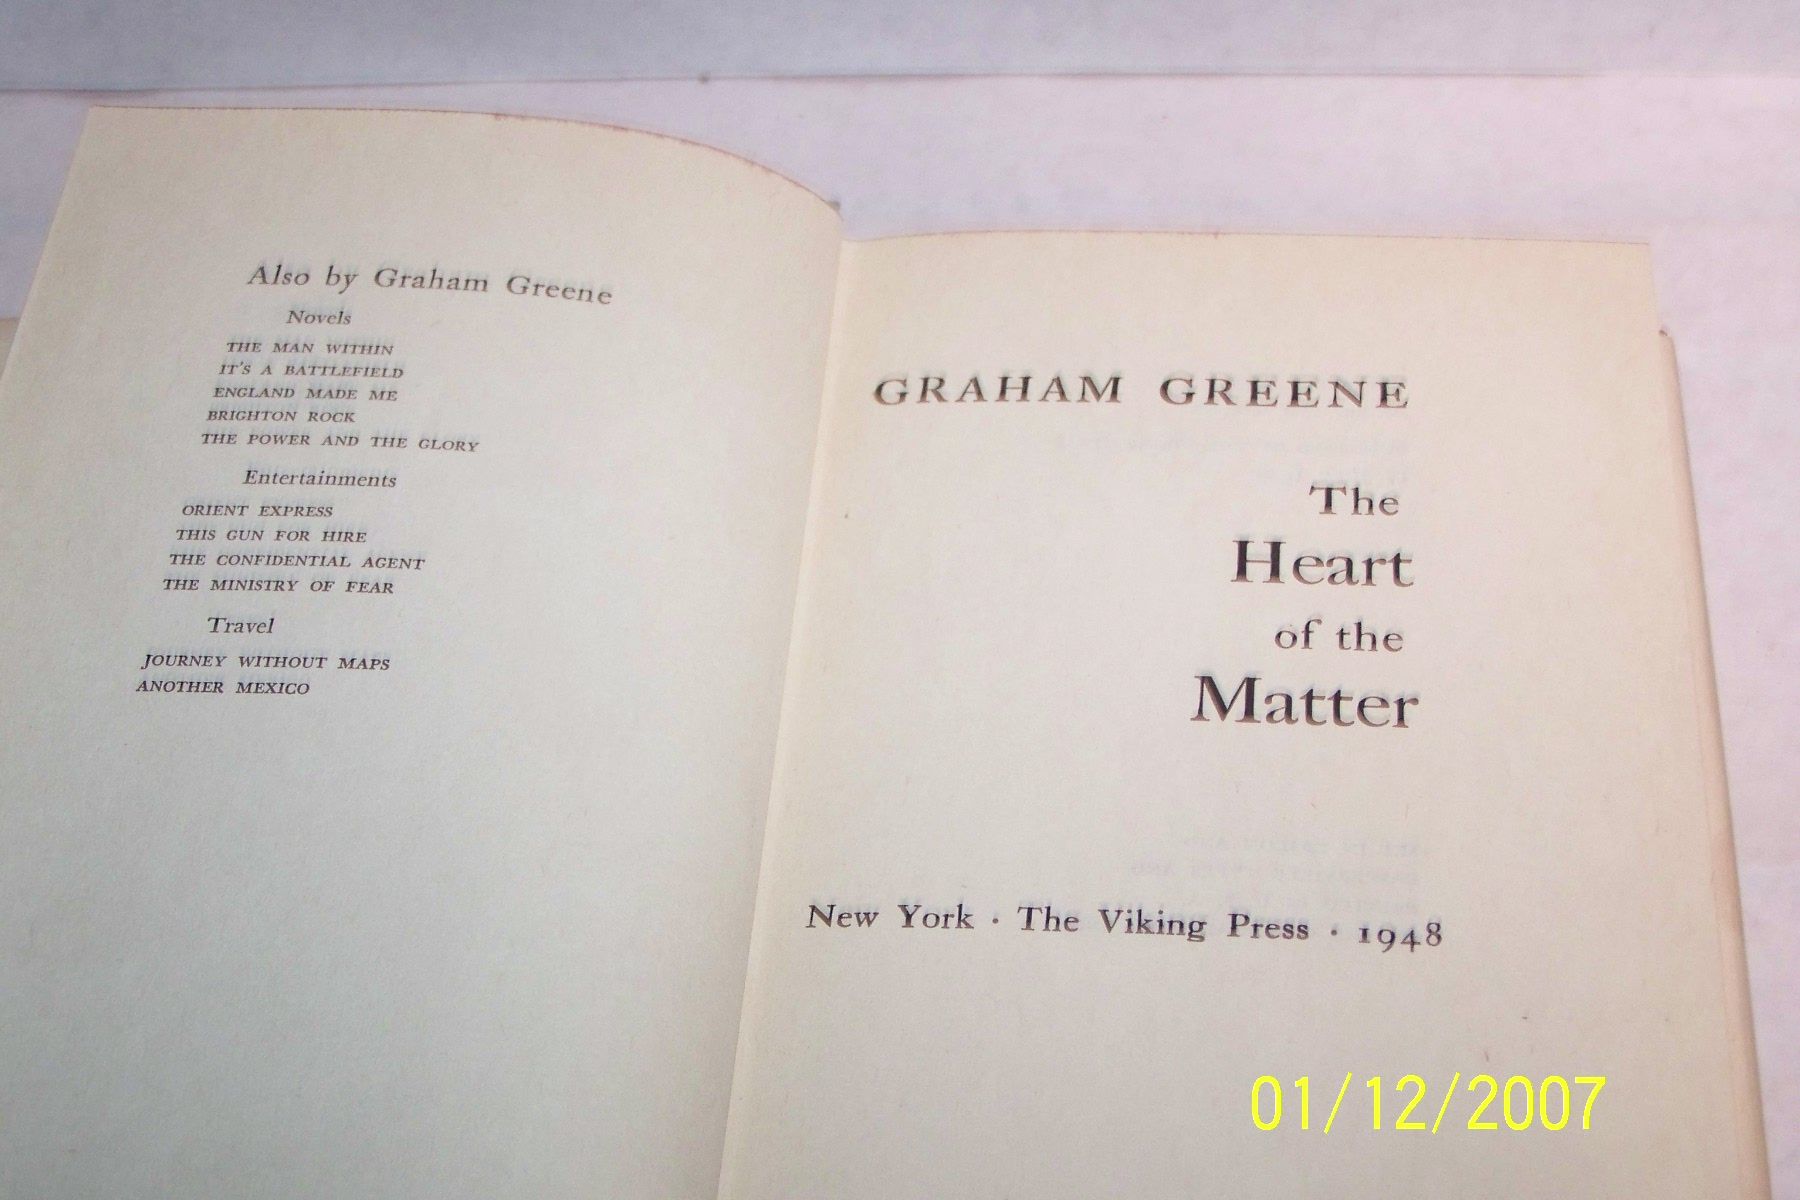 Also by Graham Greene
Novels
THE MAN WITHIN
IT'S A BATTLEFIELD
ENGLAND MADE ME
BRIGHTON ROCK
THE POWER AND THE GLORY
Entertainments
ORIENT EXPRESS
THIS GUN FOR HIRE
THE CONFIDENTIAL AGENT
THE MINISTRY OF FEAR
Travel
JOURNEY WITHOUT MAPS
ANOTHER MEXICO
GRAHAM GREENE
The
Heart
of the
Matter
New York · The Viking Press · 1948
01/12/2007